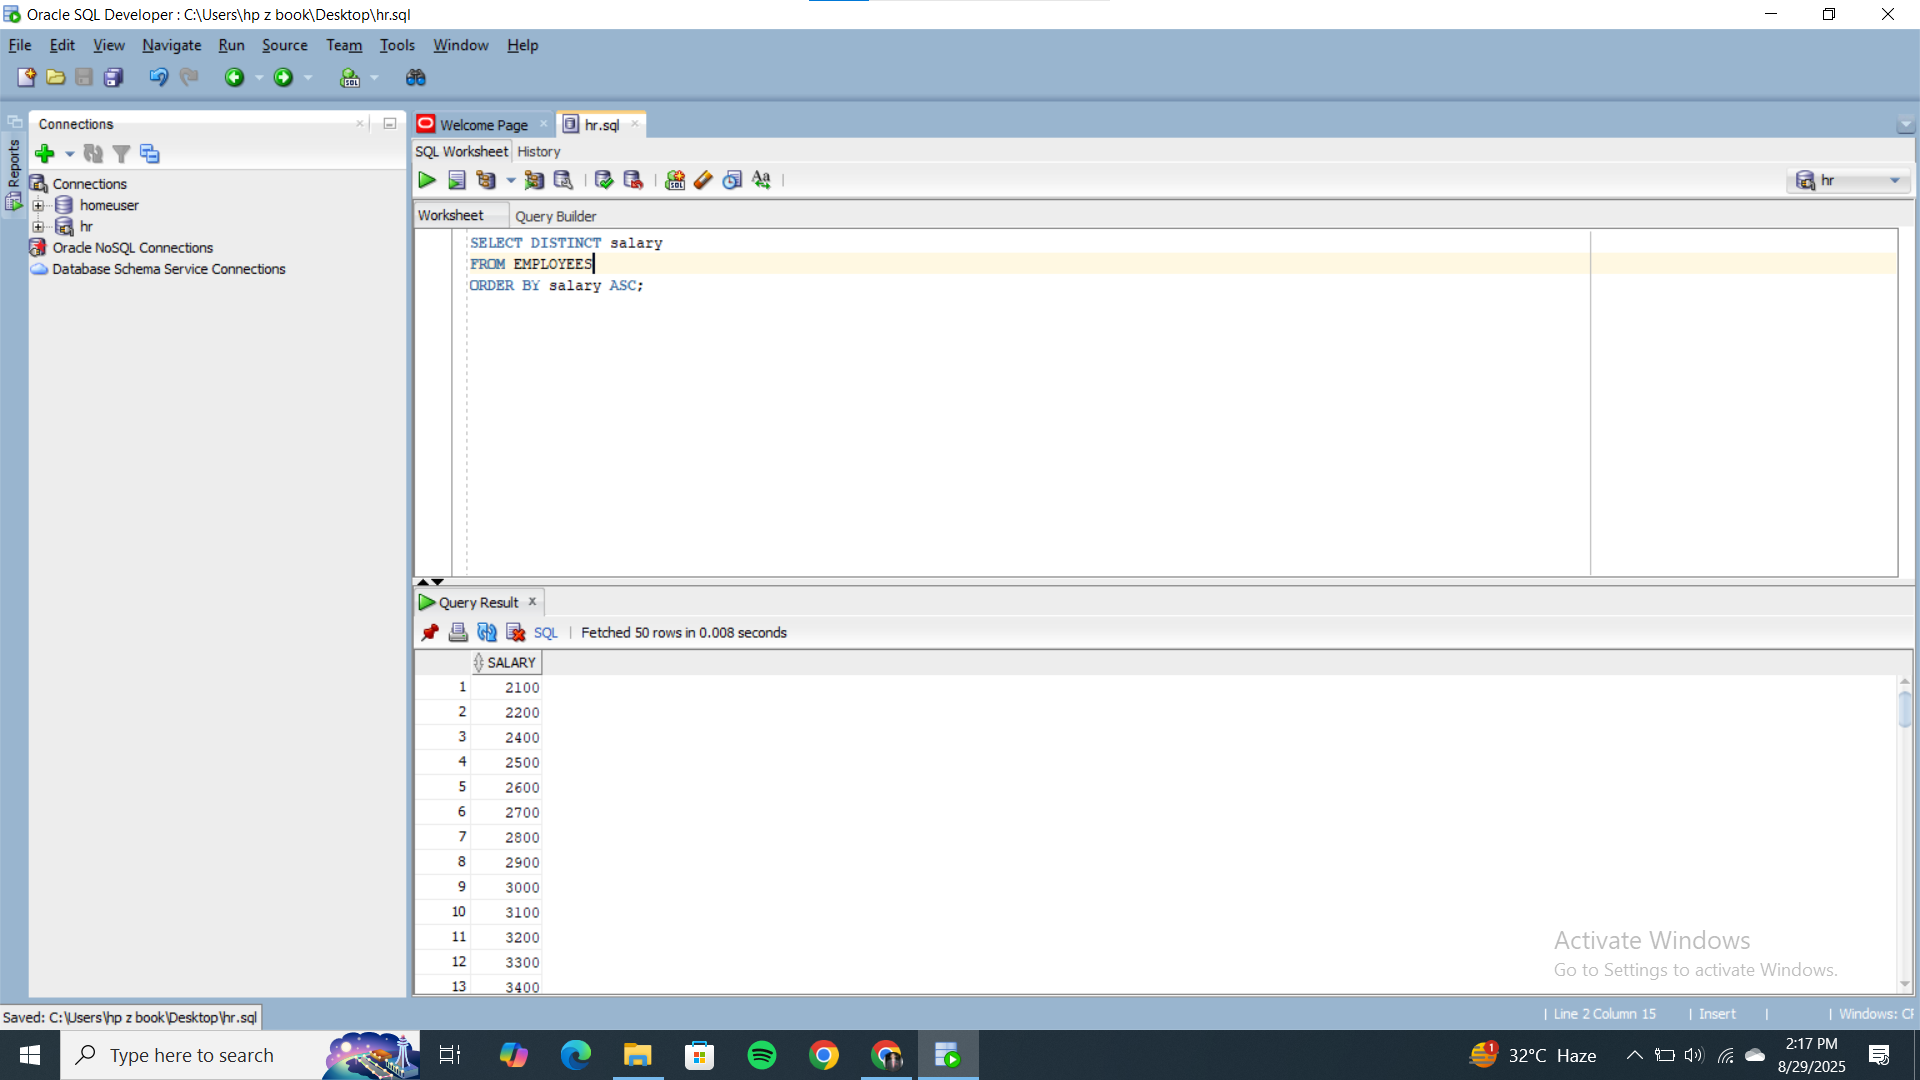 Oracle SQL Developer : C:\Users\hp z book\Desktop\hr.sql
File Edit View Navigate Run Source Team Tools Window Help
Connections
Reports
Connections
homeuser
hr
Oracle NoSQL Connections
Database Schema Service Connections
Welcome Page
hr.sql
SQL Worksheet History
hr
Worksheet Query Builder
SELECT DISTINCT salary
FROM EMPLOYEES
ORDER BY salary ASC;
Query Result
SQL | Fetched 50 rows in 0.008 seconds
SALARY
1 2100
2 2200
3 2400
4 2500
5 2600
6 2700
7 2800
8 2900
9 3000
10 3100
11 3200
12 3300
13 3400
Activate Windows
Go to Settings to activate Windows.
Saved: C:\Users\hp z book\Desktop\hr.sql
| Line 2 Column 15 | Insert | | Windows: CF
Type here to search
1
32°C Haze
2:17 PM
8/29/2025